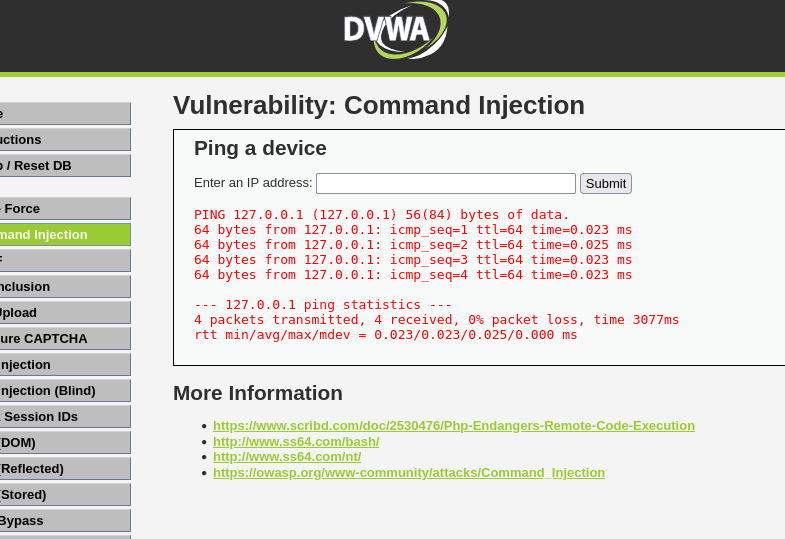 DVWA
Vulnerability: Command Injection
Ping a device
Enter an IP address: Submit
PING 127.0.0.1 (127.0.0.1) 56(84) bytes of data.
64 bytes from 127.0.0.1: icmp_seq=1 ttl=64 time=0.023 ms
64 bytes from 127.0.0.1: icmp_seq=2 ttl=64 time=0.025 ms
64 bytes from 127.0.0.1: icmp_seq=3 ttl=64 time=0.023 ms
64 bytes from 127.0.0.1: icmp_seq=4 ttl=64 time=0.023 ms
--- 127.0.0.1 ping statistics ---
4 packets transmitted, 4 received, 0% packet loss, time 3077ms
rtt min/avg/max/mdev = 0.023/0.023/0.025/0.000 ms
More Information
https://www.scribd.com/doc/2530476/Php-Endangers-Remote-Code-Execution
http://www.ss64.com/bash/
http://www.ss64.com/nt/
https://owasp.org/www-community/attacks/Command_Injection
e
uctions
/ Reset DB
Force
mand Injection
nclusion
Upload
ure CAPTCHA
njection
njection (Blind)
Session IDs
(DOM)
(Reflected)
(Stored)
Bypass